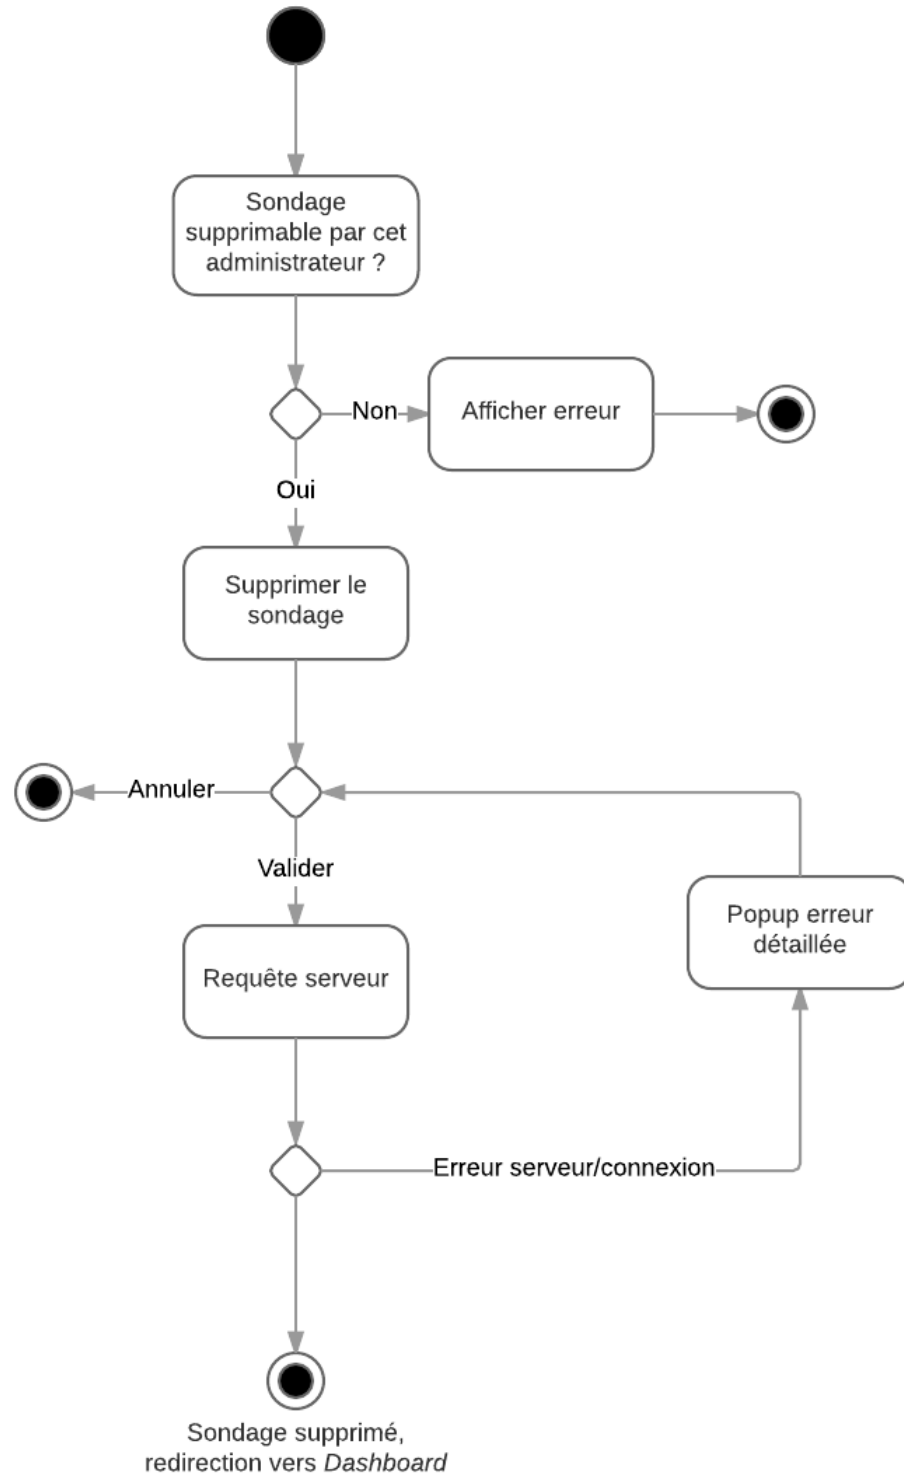 Sondage
supprimable par cet
administrateur ?
Non
Afficher erreur
Oui
Supprimer le
sondage
Annuler
Valider
Popup erreur
détaillée
Requête serveur
Erreur serveur/connexion
Sondage supprimé,
redirection vers Dashboard